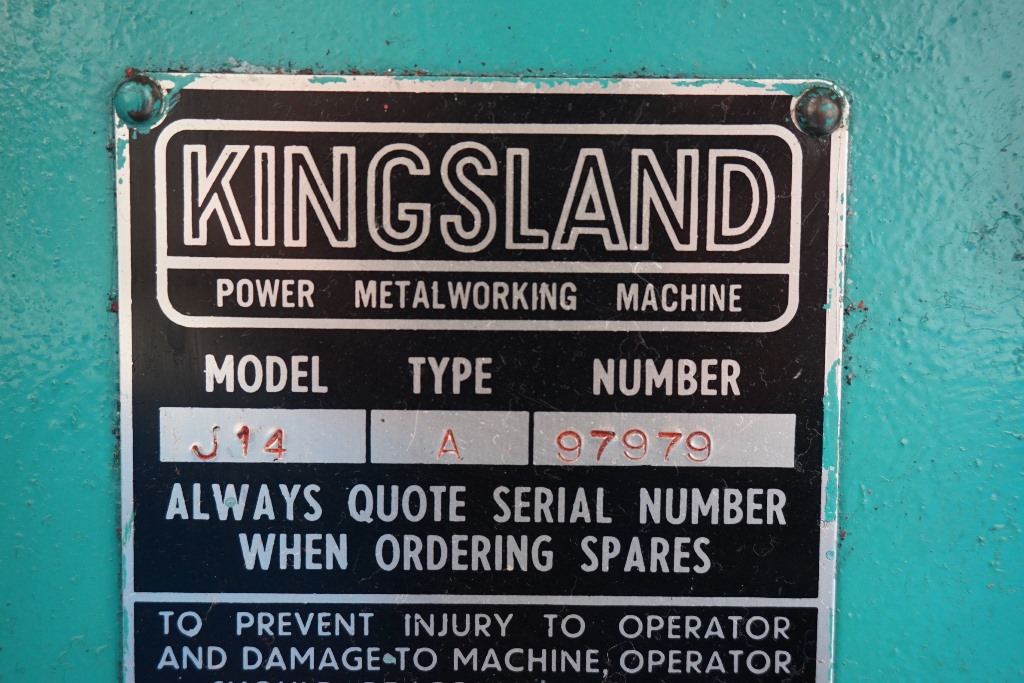 KINGSLAND
POWER METALWORKING MACHINE
MODEL TYPE NUMBER
J14 A 97979
ALWAYS QUOTE SERIAL NUMBER
WHEN ORDERING SPARES
TO PREVENT INJURY TO OPERATOR
AND DAMAGE TO MACHINE, OPERATOR